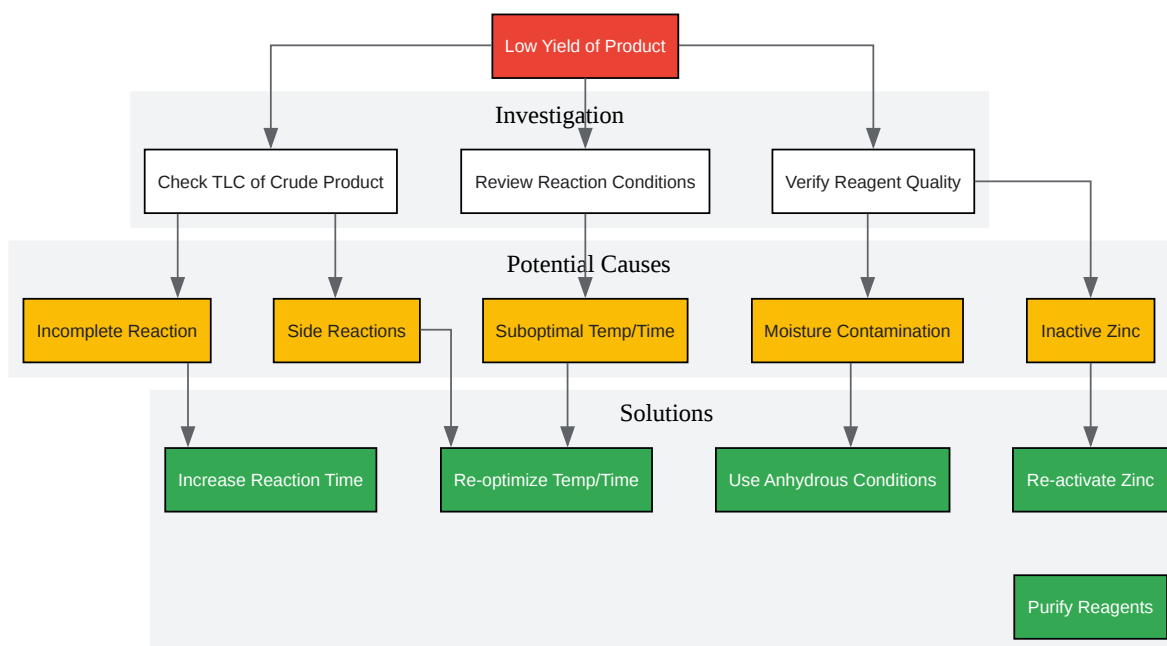 Low Yield of Product
Investigation
Check TLC of Crude Product
Review Reaction Conditions
Verify Reagent Quality
Potential Causes
Incomplete Reaction
Side Reactions
Suboptimal Temp/Time
Moisture Contamination
Inactive Zinc
Solutions
Increase Reaction Time
Re-optimize Temp/Time
Use Anhydrous Conditions
Re-activate Zinc
Purify Reagents